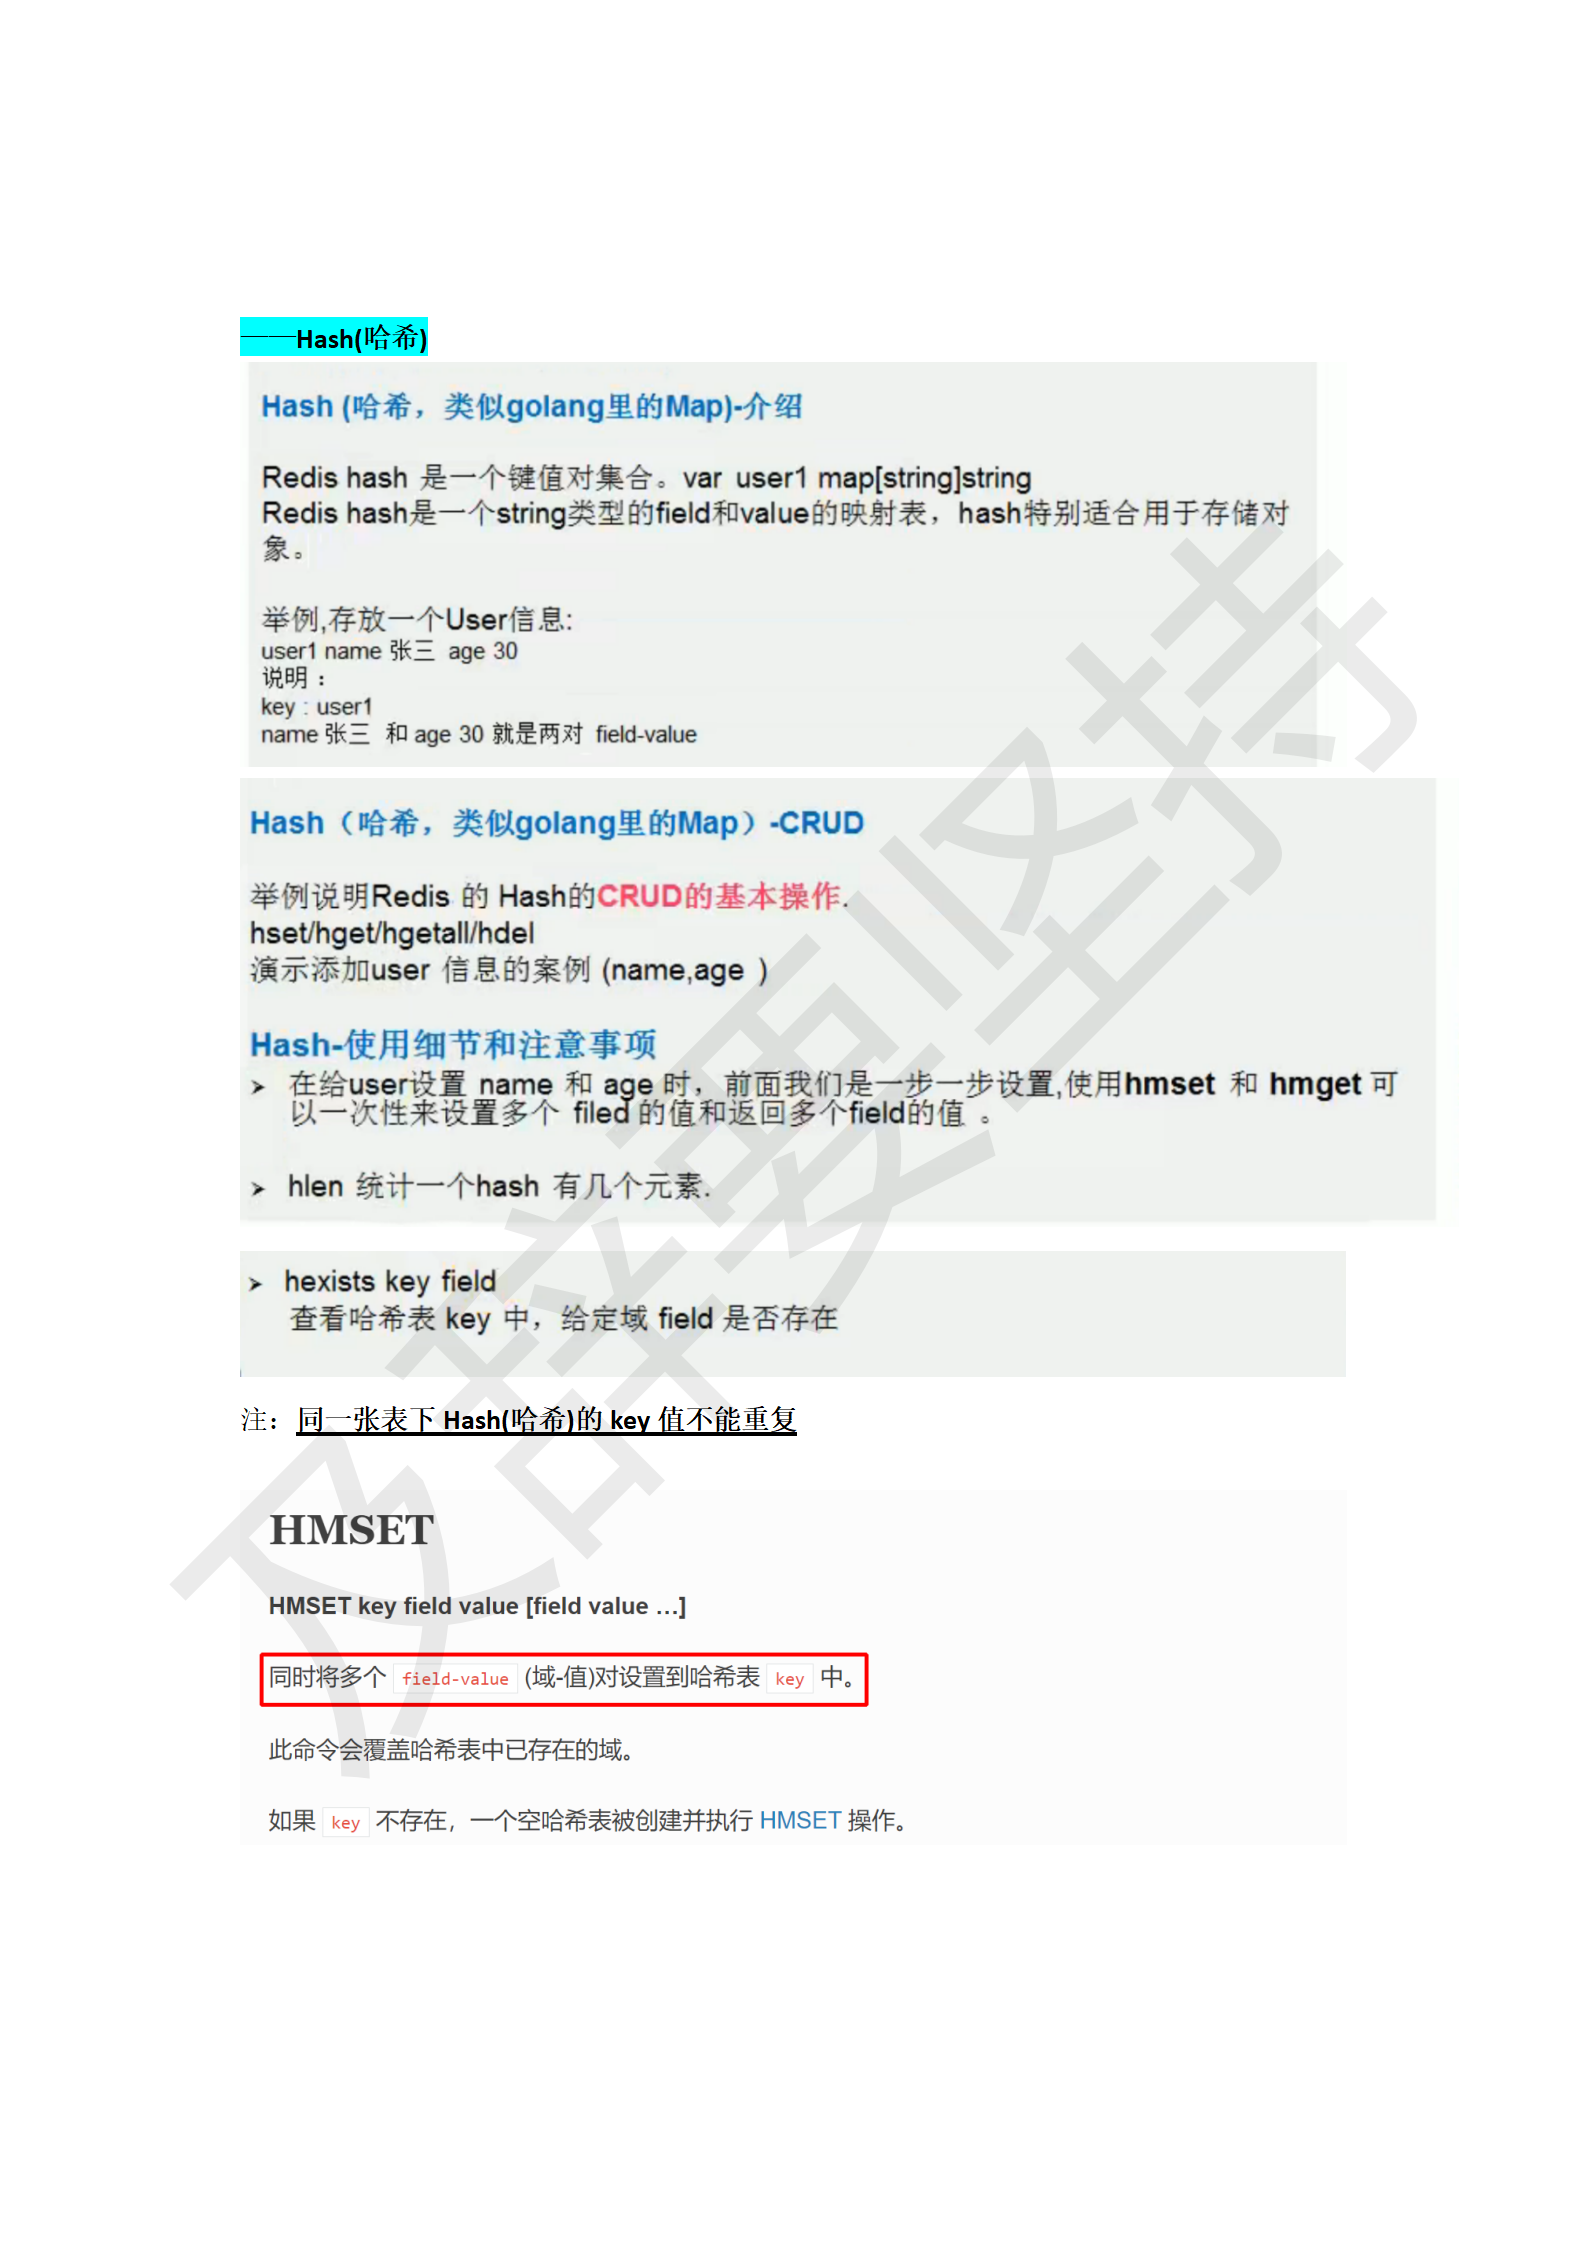 ——Hash(哈希)
Hash (哈希，类似golang里的Map)-介绍
Redis hash 是一个键值对集合。var user1 map[string]string
Redis hash是一个string类型的field和value的映射表，hash特别适合用于存储对
象。
举例,存放一个User信息:
user1 name 张三 age 30
说明 :
key : user1
name 张三 和 age 30 就是两对 field-value
Hash（哈希，类似golang里的Map）-CRUD
举例说明Redis 的 Hash的CRUD的基本操作.
hset/hget/hgetall/hdel
演示添加user 信息的案例 (name,age )
Hash-使用细节和注意事项
➢ 在给user设置 name 和 age 时，前面我们是一步一步设置,使用hmset 和 hmget 可
以一次性来设置多个 filed 的值和返回多个field的值 。
➢ hlen 统计一个hash 有几个元素.
➢ hexists key field
查看哈希表 key 中，给定域 field 是否存在
注：同一张表下 Hash(哈希)的 key 值不能重复
HMSET
HMSET key field value [field value …]
同时将多个 field-value (域-值)对设置到哈希表 key 中。
此命令会覆盖哈希表中已存在的域。
如果 key 不存在，一个空哈希表被创建并执行 HMSET 操作。
及辞要坚持